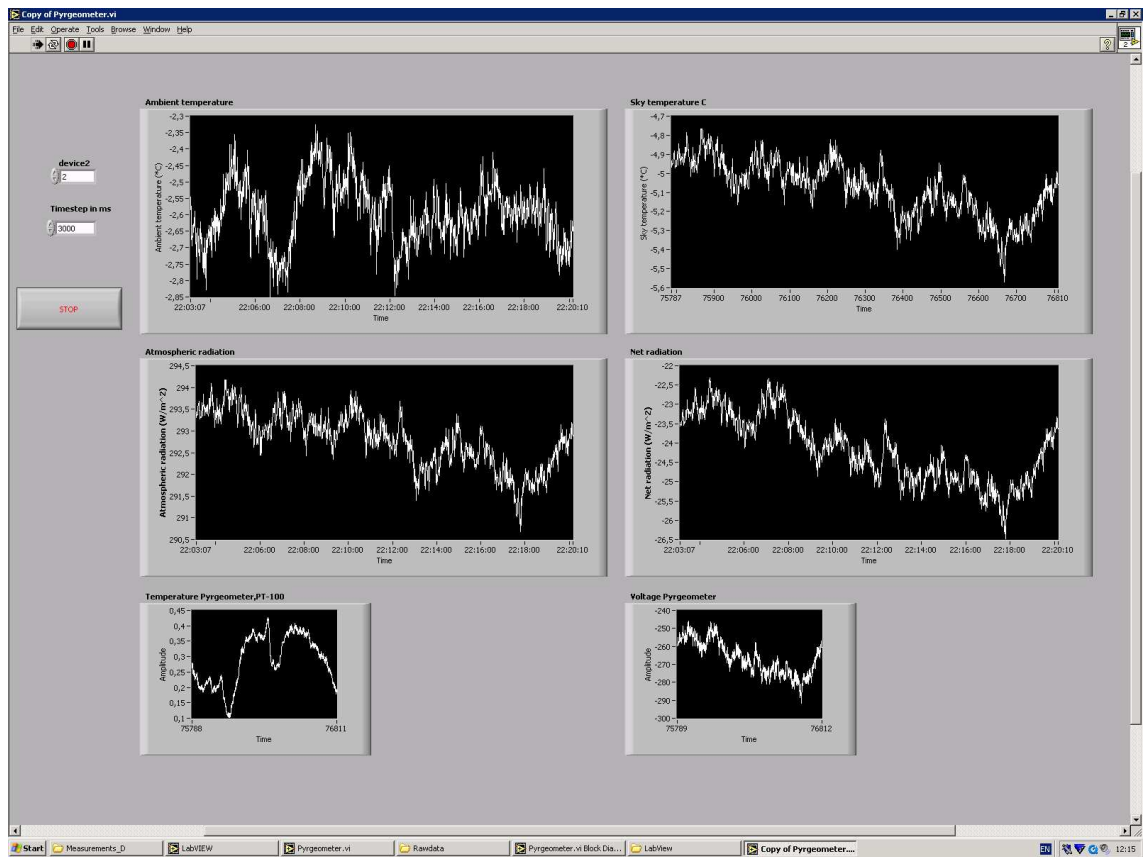 Copy of Pyrgeometer.vi
File Edit Operate Tools Browse Window Help
2
device2
2
Timestep in ms
3000
STOP
Ambient temperature
Ambient temperature (°C)
-2,3
-2,35
-2,4
-2,45
-2,5
-2,55
-2,6
-2,65
-2,7
-2,75
-2,8
-2,85
22:03:07 22:06:00 22:08:00 22:10:00 22:12:00 22:14:00 22:16:00 22:18:00 22:20:10
Time
Sky temperature C
Sky temperature (°C)
-4,7
-4,8
-4,9
-5
-5,1
-5,2
-5,3
-5,4
-5,5
-5,6
75787 75900 76000 76100 76200 76300 76400 76500 76600 76700 76810
Time
Atmospheric radiation
Atmospheric radiation (W/m^2)
294,5
294
293,5
293
292,5
292
291,5
291
290,5
22:03:07 22:06:00 22:08:00 22:10:00 22:12:00 22:14:00 22:16:00 22:18:00 22:20:10
Time
Net radiation
Net radiation (W/m^2)
-22
-22,5
-23
-23,5
-24
-24,5
-25
-25,5
-26
-26,5
22:03:07 22:06:00 22:08:00 22:10:00 22:12:00 22:14:00 22:16:00 22:18:00 22:20:10
Time
Temperature Pyrgeometer,PT-100
Amplitude
0,45
0,4
0,35
0,3
0,25
0,2
0,15
0,1
75788 76811
Time
Voltage Pyrgeometer
Amplitude
-240
-250
-260
-270
-280
-290
-300
75789 76812
Time
Start Measurements_D LabVIEW Pyrgeometer.vi Rawdata Pyrgeometer.vi Block Dia... LabView Copy of Pyrgeometer.... EN 12:15